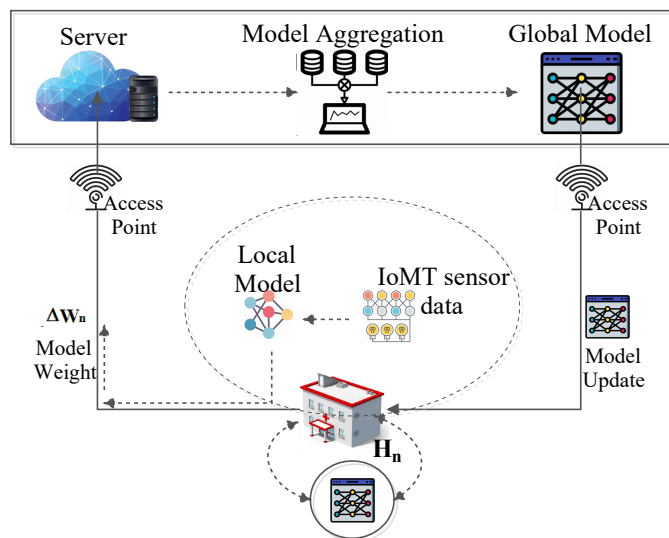 Server
Model Aggregation
Global Model
Access
Point
Access
Point
Local
Model
IoMT sensor
data
ΔWₙ
Model
Weight
Model
Update
Hₙ